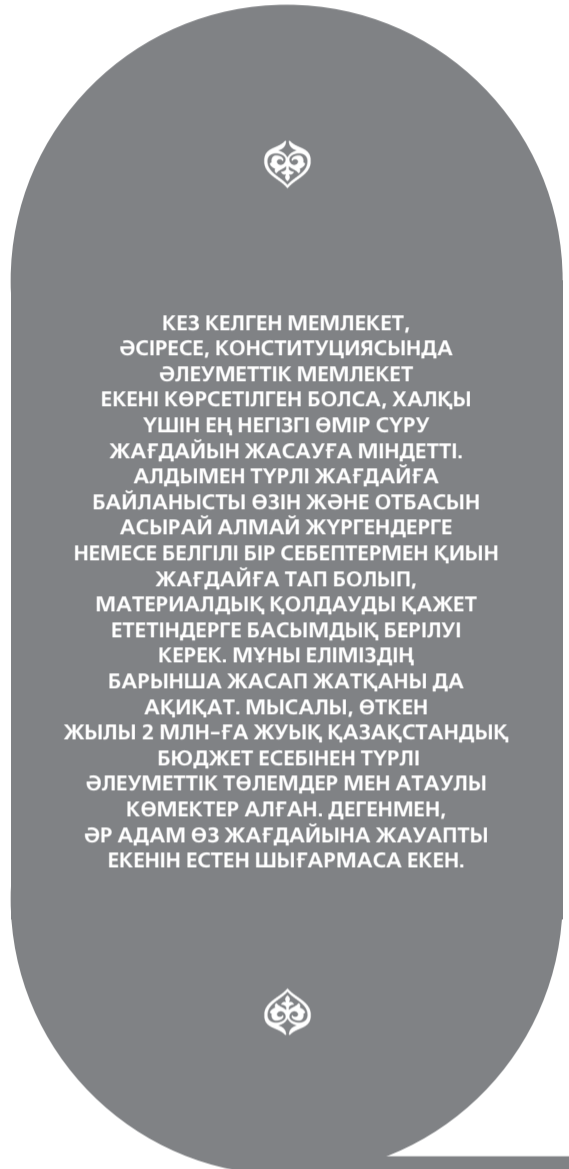 КЕЗ КЕЛГЕН МЕМЛЕКЕТ,
ӘСІРЕСЕ, КОНСТИТУЦИЯСЫНДА
ӘЛЕУМЕТТІК МЕМЛЕКЕТ
ЕКЕНІ КӨРСЕТІЛГЕН БОЛСА, ХАЛҚЫ
ҮШІН ЕҢ НЕГІЗГІ ӨМІР СҮРУ
ЖАҒДАЙЫН ЖАСАУҒА МІНДЕТТІ.
АЛДЫМЕН ТҮРЛІ ЖАҒДАЙҒА
БАЙЛАНЫСТЫ ӨЗІН ЖӘНЕ ОТБАСЫН
АСЫРАЙ АЛМАЙ ЖҮРГЕНДЕРГЕ
НЕМЕСЕ БЕЛГІЛІ БІР СЕБЕПТЕРМЕН ҚИЫН
ЖАҒДАЙҒА ТАП БОЛЫП,
МАТЕРИАЛДЫҚ ҚОЛДАУДЫ ҚАЖЕТ
ЕТЕТІНДЕРГЕ БАСЫМДЫҚ БЕРІЛУІ
КЕРЕК. МҰНЫ ЕЛІМІЗДІҢ
БАРЫНША ЖАСАП ЖАТҚАНЫ ДА
АҚИҚАТ. МЫСАЛЫ, ӨТКЕН
ЖЫЛЫ 2 МЛН-ҒА ЖУЫҚ ҚАЗАҚСТАНДЫҚ
БЮДЖЕТ ЕСЕБІНЕН ТҮРЛІ
ӘЛЕУМЕТТІК ТӨЛЕМДЕР МЕН АТАУЛЫ
КӨМЕКТЕР АЛҒАН. ДЕГЕНМЕН,
ӘР АДАМ ӨЗ ЖАҒДАЙЫНА ЖАУАПТЫ
ЕКЕНІН ЕСТЕН ШЫҒАРМАСА ЕКЕН.